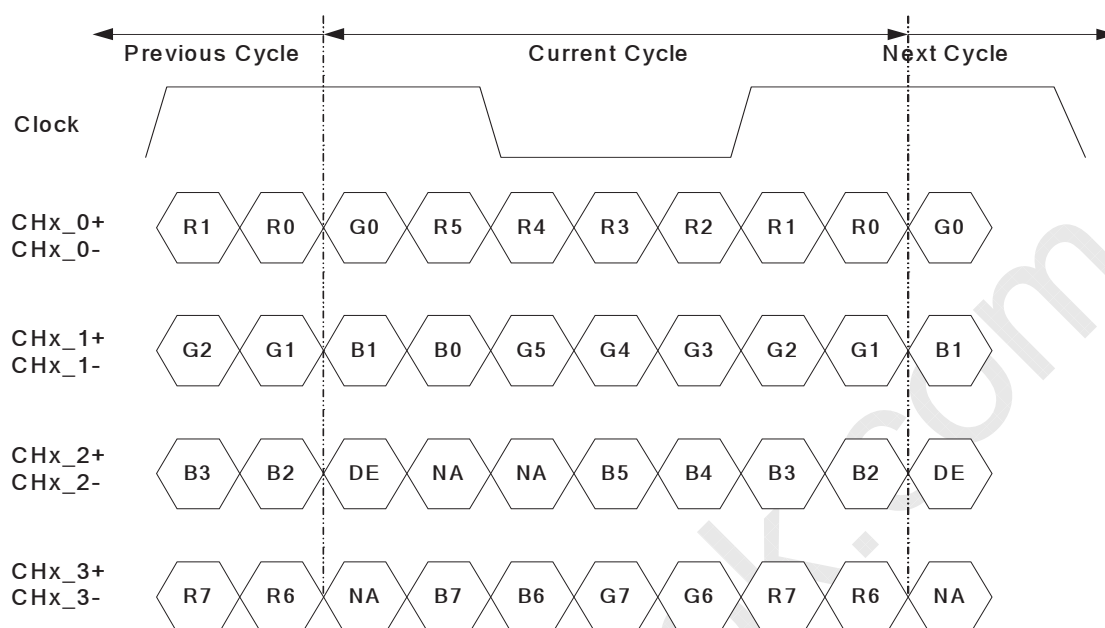 Previous Cycle Current Cycle Next Cycle
Clock
CHx_0+
CHx_0-
R1 R0 G0 R5 R4 R3 R2 R1 R0 G0
CHx_1+
CHx_1-
G2 G1 B1 B0 G5 G4 G3 G2 G1 B1
CHx_2+
CHx_2-
B3 B2 DE NA NA B5 B4 B3 B2 DE
CHx_3+
CHx_3-
R7 R6 NA B7 B6 G7 G6 R7 R6 NA
k.com